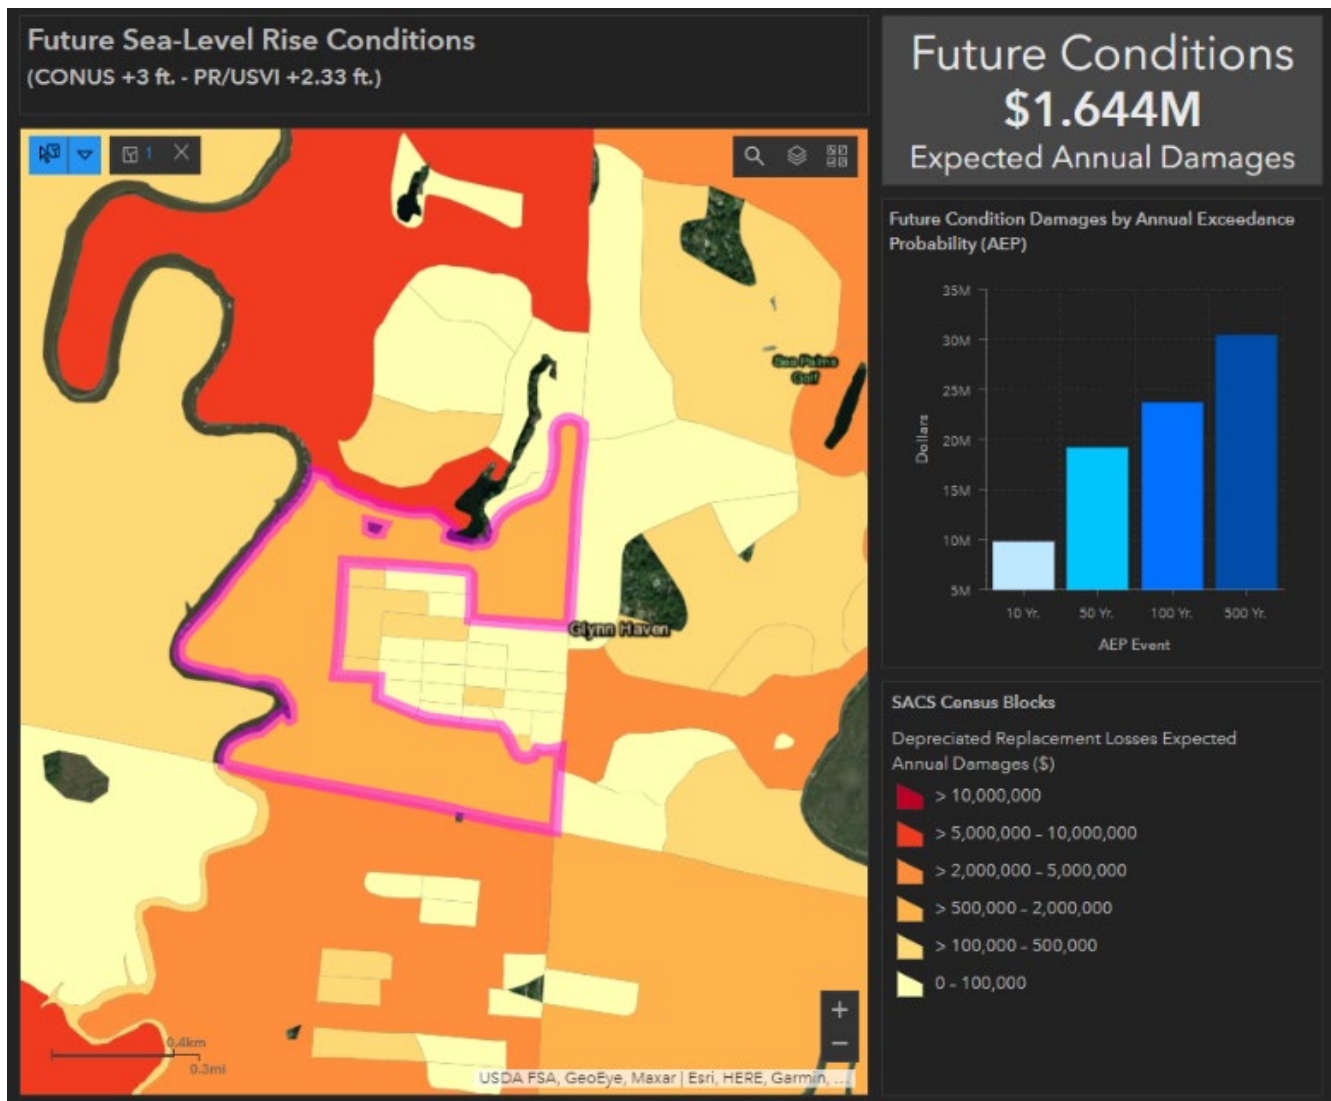 Future Sea-Level Rise Conditions
(CONUS +3 ft. - PR/USVI +2.33 ft.)
1
Sea Palms
Golf
Glynn Haven
0.4km
0.3mi
USDA FSA, GeoEye, Maxar | Esri, HERE, Garmin, ...
Future Conditions
$1.644M
Expected Annual Damages
Future Condition Damages by Annual Exceedance
Probability (AEP)
35M
30M
25M
20M
15M
10M
5M
Dollars
10 Yr.
50 Yr.
100 Yr.
500 Yr.
AEP Event
SACS Census Blocks
Depreciated Replacement Losses Expected
Annual Damages ($)
> 10,000,000
> 5,000,000 - 10,000,000
> 2,000,000 - 5,000,000
> 500,000 - 2,000,000
> 100,000 - 500,000
0 - 100,000